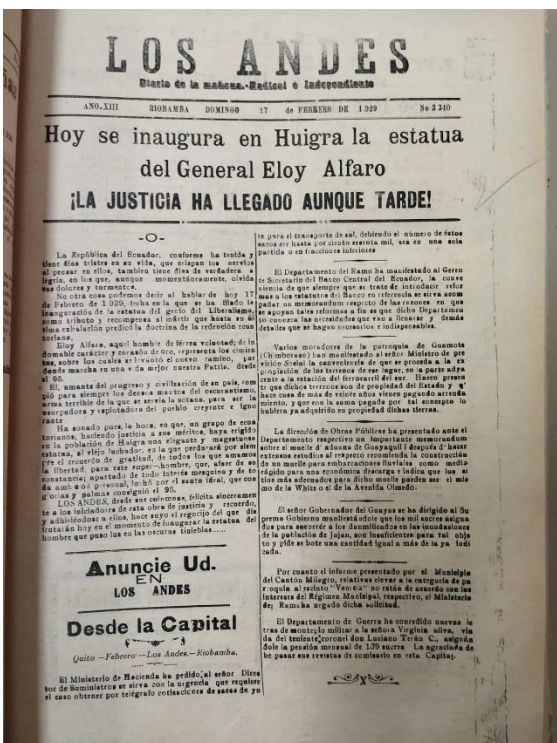 LOS ANDES
Diario de la mañana.-Radical é Independiente
AÑO-XIII RIOBAMBA DOMINGO 17 de FEBRERO DE 1.929 No 3340
Hoy se inaugura en Huigra la estatua
del General Eloy Alfaro
¡LA JUSTICIA HA LLEGADO AUNQUE TARDE!
-O-
La República del Ecuador, conforme ha tenido y
tiene días tristes en su vida, que crispan los nervios
al pensar en ellos, tambien tiene días de verdadera a
legría, en los que, aunque momentáneamente, olvida
sus dolores y tormentos.
No otra cosa podemos decir al hablar de hoy 17
de Febrero de 1929, fecha en la que se ha fijado la
inauguración de la estatua del genio del Liberalismo,
como tributo y recompensa al mártir que hasta su úl
tima exhalación predicó la doctrina de la redención ecua
toriana.
Eloy Alfaro, aquel hombre de férrea voluntad; de in
domable carácter y corazón de oro, representa los cimien
tos, sobre los cuales se levantó el nuevo camino, por
donde marcha en una vida mejor nuestra Patria, desde
el 95.
El, amante del progreso y civilización de su país, rom
pió para siempre los densos mantos del
arma terrible de la que se servía la sotana, para ser la
usurpadora y explotadora del pueblo creyente e igno
rante
Ha sonado pues, la hora, en que, un grupo de ecua
torianos, haciendo justicia a sus méritos, haya erigido
en la población de Huigra una elegante y magestuosa
estatua, al viejo luchador, en la que perdurará por siem
pre el recuerdo de gratitud, de todos los que amamos
la libertad, para este super-hombre, que, afuer de su
constancia; apartado de todo interés mesquino y de to
da ambición personal, luchó por el santo ideal, que con
glorias y palmas consiguió el 95.
LOS ANDES, desde sus columnas, felicita sinceramen
te a los iniciadores de esta obra de justicia y recuerdo,
y adhiriéndose a ellos, hace suyo el regocijo del que dis
frutarán hoy en el momento de inaugurar la estatua del
hombre que puso luz en las oscuras tinieblas.....
Anuncie Ud.
EN
LOS ANDES
Desde la Capital
Quito -Febrero -Los Andes.-Riobamba.
El Ministerio de Hacienda ha pedido al señor Direc
tor de Suministros se sirva con la urgencia que requiere
el caso obtener por telégrafo cotizaciones de sacos de yu
te para el transporte de sal, debiendo el número de éstos
sacos ser hasta por ciento sesenta mil, sea en una sola
partida o en fracciones inferiores
El Departamento del Ramo ha manifestado al Geren
te Secretario del Banco Central del Ecuador, la conve
niencia de que siempre que se trate de introducir refor
mas a los estatutos del Banco en referencia se sirva acom
pañar un memorandum respecto de las razones en que
se apoyan tales reformas a fin de que dicho Departamen
to conozca las necesidades que van a llenarse y demás
detalles que se hagan necesarios e indispensables.
Varios moradores de la parroquia de Guamote
(Chimborazo) han manifestado al señor Ministro de pre
visión Social la conveniencia de que se proceda a la ex
propiación de los terrenos de ese lugar, en la parte adya
cente a la estación del ferrocarril del sur. Hacen presen
te que dichos terrenos son de propiedad del Estado y q'
hace cosa de más de veinte años vienen pagando arrenda
miento, y que con la suma pagada por tal concepto lo
hubiera ya adquirido en propiedad dichas tierras.
La dirección de Obras Públicas ha presentado ante el
Departamento respectivo un importante memorandum
sobre el muelle d' aduana de Guayaquil i después d' hacer
extensos estudios al respecto recomienda la construcción
de un muelle para embarcaciones fluviales como medio
rápido para una económica descarga e indica que los si
tios más adecuados para dicho muelle pueden ser el mis
mo de la White o el de la Avenida Olmedo.
El señor Gobernador del Guayas se ha dirigido al Su
premo Gobierno manifestándole que los mil sucres asigna
dos para socorrer a los damnificados en las inundaciones
de la población de Jujan, son insuficientes para tal obje
to y pide se vote una cantidad igual a más de la ya indi
cada.
Por cuanto el informe presentado por el Municipio
del Cantón Milagro, relativas elevar a la categoría de pa
rroquia al recinto "Venecia" no están de acuerdo con los
intereses del Régimen Municipal, respectivo, el Ministerio
del Ramo ha negado dicha solicitud.
El Departamento de Guerra ha concedido nuevas le
tras de montepío militar a la señora Virginia
da del teniente coronel don Luciano Terán C., asignán
dole la pensión mensual de 139 sucres La agraciada de
be pasar sus revistas de comisario en esta Capital.